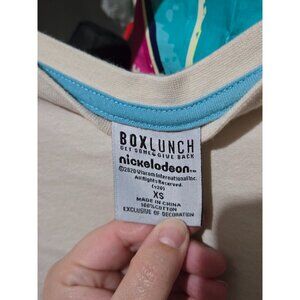 BOXLUNCH
GET SOME & GIVE BACK
nickelodeon
©2020 Viacom International Inc.
All Rights Reserved.
(120)
XS
MADE IN CHINA
100%COTTON
EXCLUSIVE OF DECORATION